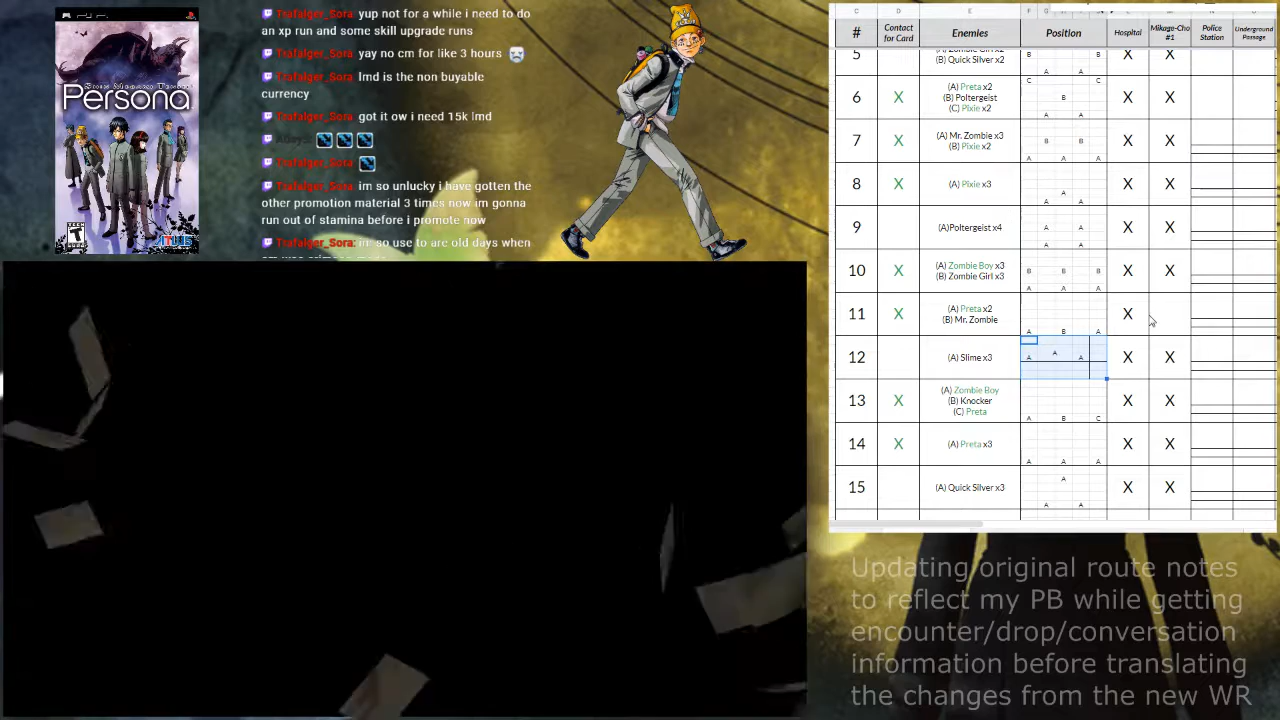 Persona
TEEN
ATLUS
Trafalger_Sora: yup not for a while i need to do
an xp run and some skill upgrade runs
Trafalger_Sora: yay no cm for like 3 hours
Trafalger_Sora: lmd is the non buyable
currency
Trafalger_Sora: got it ow i need 15k lmd
Trafalger_Sora:
Trafalger_Sora: im so unlucky i have gotten the
other promotion material 3 times now. im gonna
run out of stamina before i promote now
Trafalger_Sora: im so use to are old days when
C D E F
# Contact for Card Enemies Position Hospital Mikage-Cho #1 Police Station Underground Passage
5 (B) Quick Silver x2 B B A A X X
6 X (A) Preta x2 (B) Poltergeist (C) Pixie x2 C C B A A X X
7 X (A) Mr. Zombie x3 (B) Pixie x2 B B A A A X X
8 X (A) Pixie x3 A A A X X
9 (A)Poltergeist x4 A A A A X X
10 X (A) Zombie Boy x3 (B) Zombie Girl x3 B B B A A A X X
11 X (A) Preta x2 (B) Mr. Zombie A B A X
12 (A) Slime x3 A A A X X
13 X (A) Zombie Boy (B) Knocker (C) Preta A B C X X
14 X (A) Preta x3 A A A X X
15 (A) Quick Silver x3 A A A X X
Updating original route notes
to reflect my PB while getting
encounter/drop/conversation
information before translating
the changes from the new WR